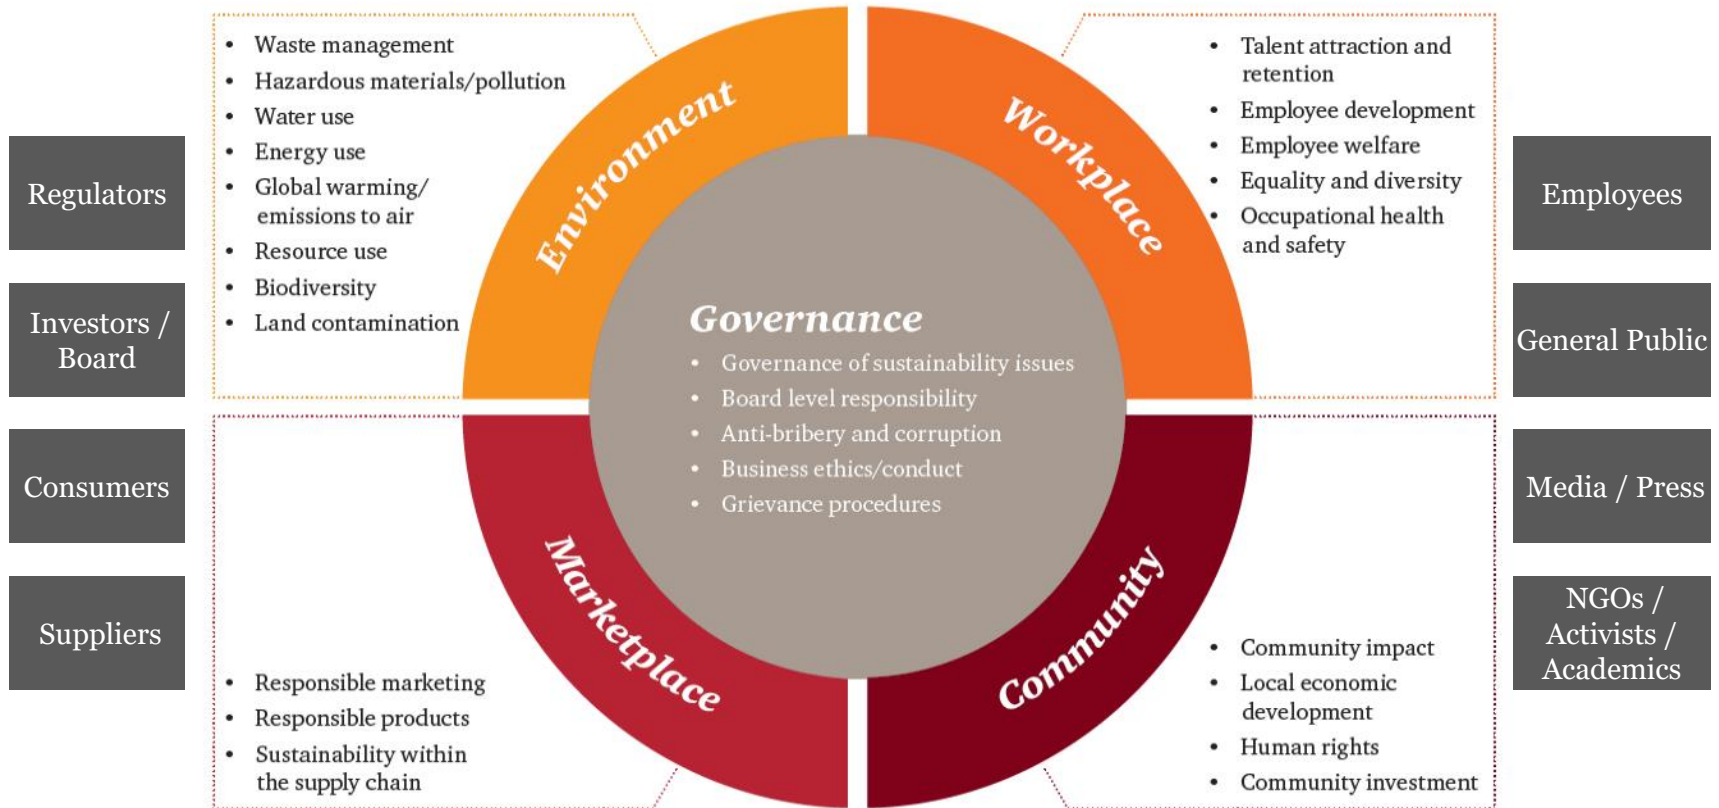 Regulators
Investors /
Board
Consumers
Suppliers
• Waste management
• Hazardous materials/pollution
• Water use
• Energy use
• Global warming/
emissions to air
• Resource use
• Biodiversity
• Land contamination
Environment
Workplace
• Talent attraction and
retention
• Employee development
• Employee welfare
• Equality and diversity
• Occupational health
and safety
Governance
• Governance of sustainability issues
• Board level responsibility
• Anti-bribery and corruption
• Business ethics/conduct
• Grievance procedures
Marketplace
• Responsible marketing
• Responsible products
• Sustainability within
the supply chain
Community
• Community impact
• Local economic
development
• Human rights
• Community investment
Employees
General Public
Media / Press
NGOs /
Activists /
Academics